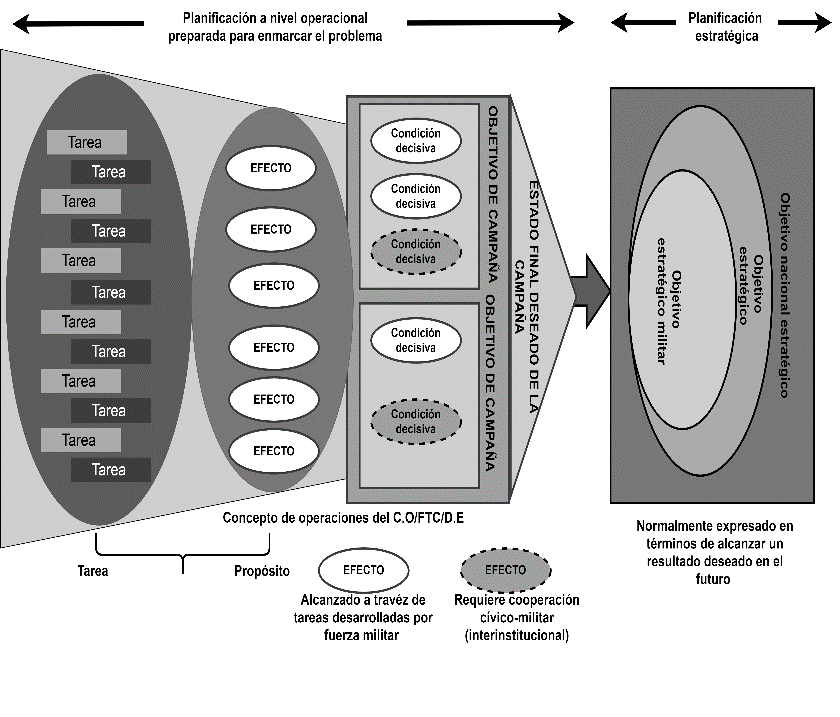 Planificación a nivel operacional
preparada para enmarcar el problema
Planificación
estratégica
Tarea
Tarea
Tarea
Tarea
Tarea
Tarea
Tarea
Tarea
Tarea
Tarea
Tarea
Tarea
EFECTO
EFECTO
EFECTO
EFECTO
EFECTO
EFECTO
Condición
decisiva
Condición
decisiva
Condición
decisiva
OBJETIVO DE CAMPAÑA
Condición
decisiva
Condición
decisiva
OBJETIVO DE CAMPAÑA
ESTADO FINAL DESEADO DE LA
CAMPAÑA
Objetivo
estratégico militar
Objetivo
estratégico
Objetivo nacional estratégico
Concepto de operaciones del C.O/FTC/D.E
Tarea
Propósito
EFECTO
Alcanzado a travéz de
tareas desarrolladas por
fuerza militar
EFECTO
Requiere cooperación
cívico-militar
(interinstitucional)
Normalmente expresado en
términos de alcanzar un
resultado deseado en el
futuro